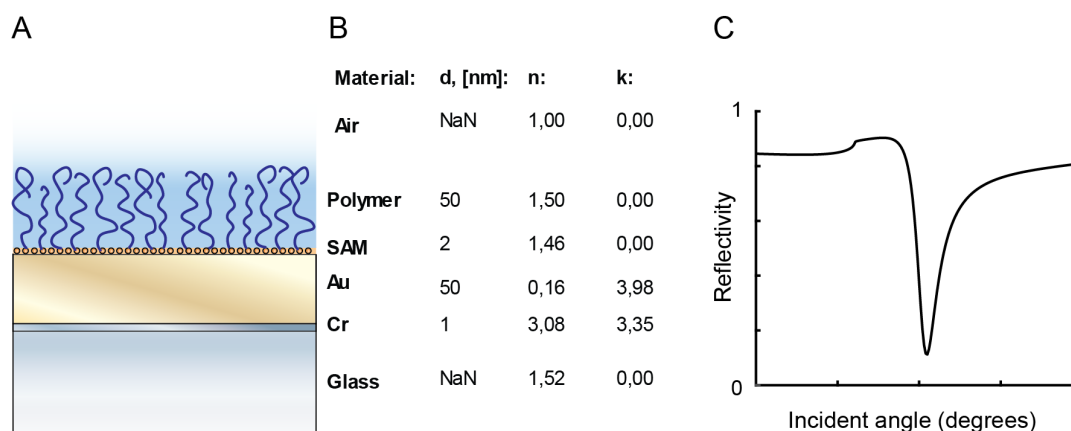 A
B
C
Material: d, [nm]: n: k:
Air NaN 1,00 0,00
Polymer 50 1,50 0,00
SAM 2 1,46 0,00
Au 50 0,16 3,98
Cr 1 3,08 3,35
Glass NaN 1,52 0,00
1
Reflectivity
0
Incident angle (degrees)